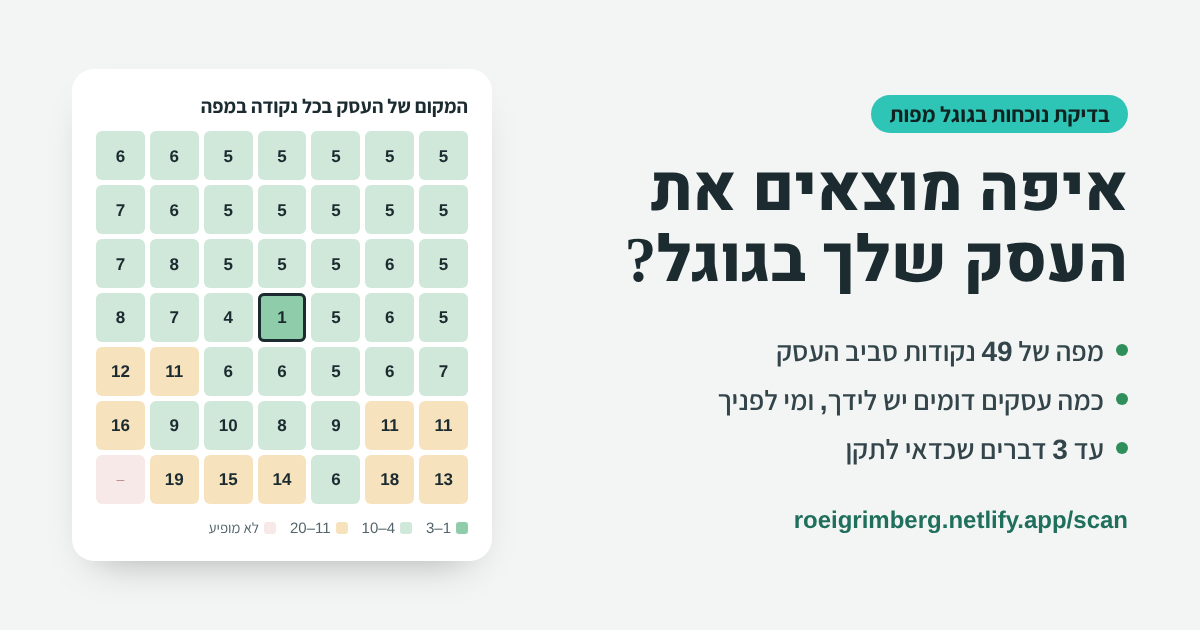 בדיקת נוכחות בגוגל מפות
איפה מוצאים את
העסק שלך בגוגל?
מפה של 49 נקודות סביב העסק
כמה עסקים דומים יש לידך, ומי לפניך
עד 3 דברים שכדאי לתקן
roeigrimberg.netlify.app/scan
המקום של העסק בכל נקודה במפה
6 6 5 5 5 5 5
7 6 5 5 5 5 5
7 8 5 5 5 6 5
8 7 4 1 5 6 5
12 11 6 6 5 6 7
16 9 10 8 9 11 11
– 19 15 14 6 18 13
1–3 4–10 11–20 לא מופיע